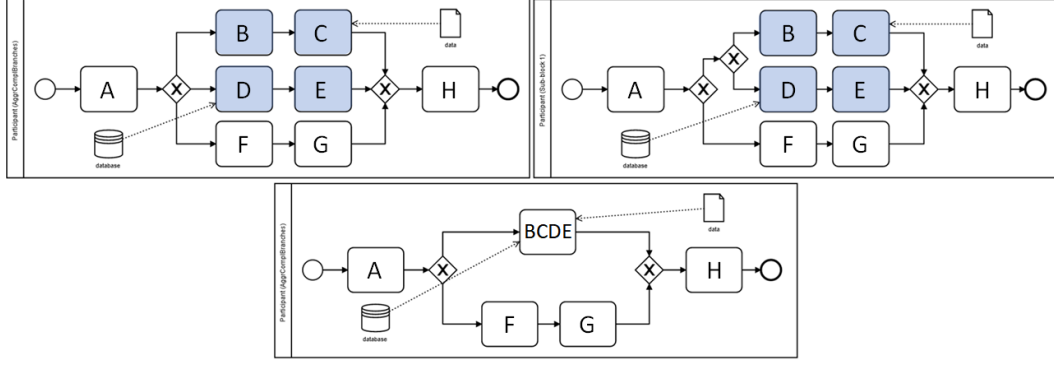 Participant (AggrComplBranches)
A
X
B
C
D
E
F
G
X
H
data
database
Participant (Sub-block 1)
A
X
X
B
C
D
E
F
G
X
H
data
database
Participant (AggrComplBranches)
A
X
BCDE
F
G
X
H
data
database